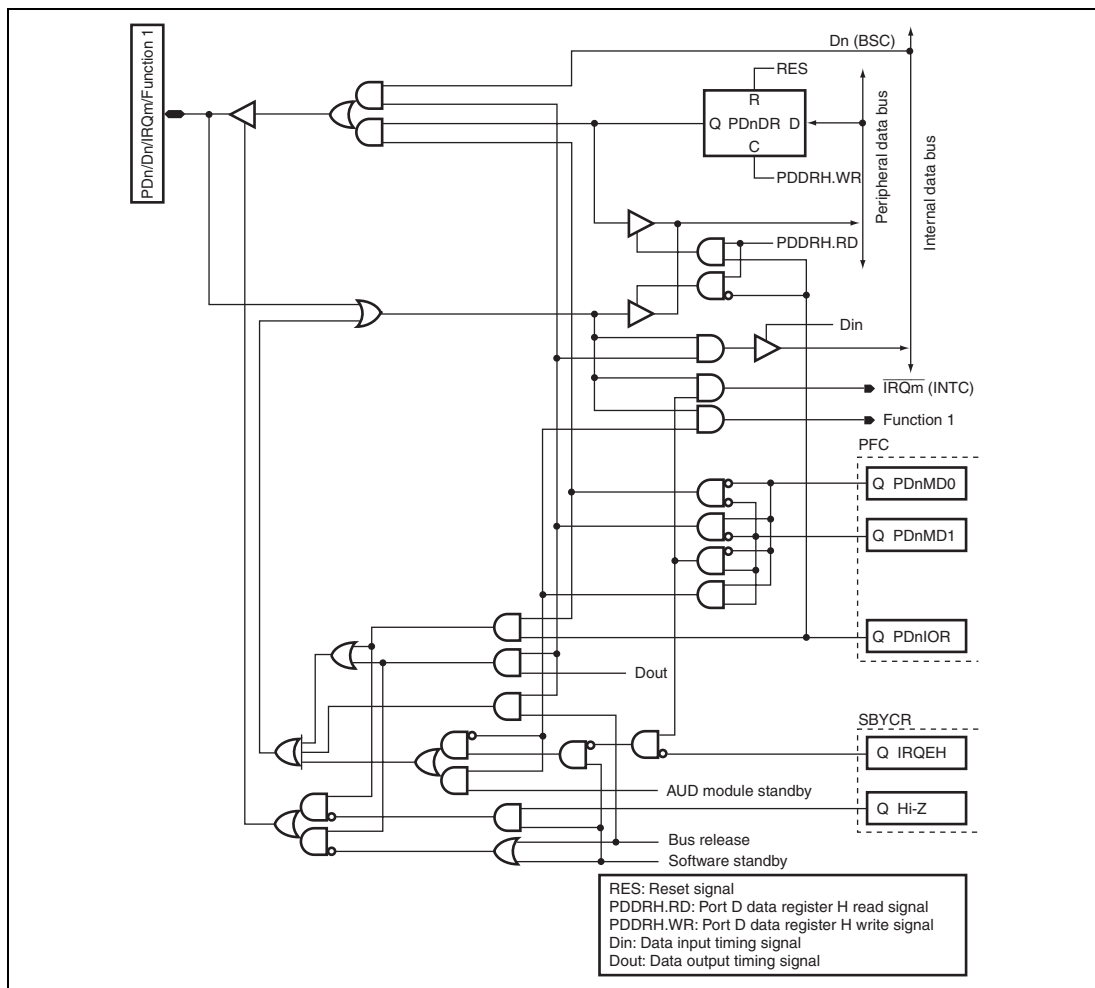 PDn/Dn/IRQm/Function 1
Dn (BSC)
RES
R
Q PDnDR D
C
PDDRH.WR
Peripheral data bus
Internal data bus
PDDRH.RD
Din
IRQm (INTC)
Function 1
PFC
Q PDnMD0
Q PDnMD1
Q PDnIOR
Dout
SBYCR
Q IRQEH
AUD module standby
Q Hi-Z
Bus release
Software standby
RES: Reset signal
PDDRH.RD: Port D data register H read signal
PDDRH.WR: Port D data register H write signal
Din: Data input timing signal
Dout: Data output timing signal